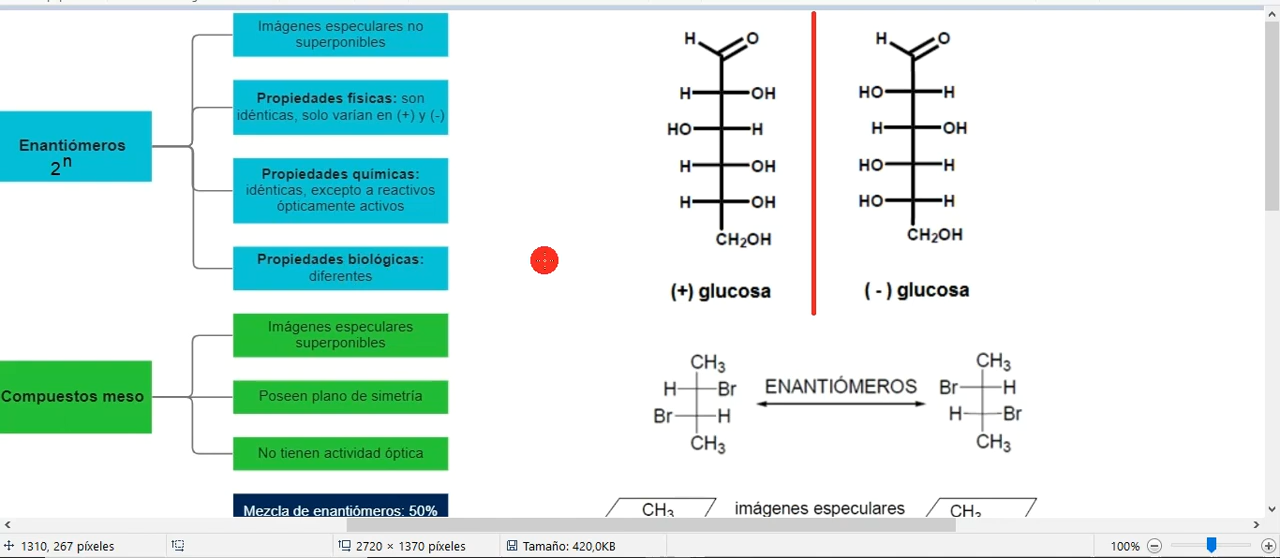 Enantiómeros
2^n
Imágenes especulares no
superponibles
Propiedades físicas: son
idénticas, solo varían en (+) y (-)
Propiedades químicas:
idénticas, excepto a reactivos
ópticamente activos
Propiedades biológicas:
diferentes
Compuestos meso
Imágenes especulares
superponibles
Poseen plano de simetría
No tienen actividad óptica
Mezcla de enantiómeros: 50%
H O
H OH
HO H
H OH
H OH
CH₂OH
(+) glucosa
H O
HO H
H OH
HO H
HO H
CH₂OH
( - ) glucosa
CH₃
H Br
Br H
CH₃
ENANTIÓMEROS
CH₃
Br H
H Br
CH₃
CH₃ imágenes especulares CH₃
1310, 267 píxeles 2720 × 1370 píxeles Tamaño: 420,0KB 100%